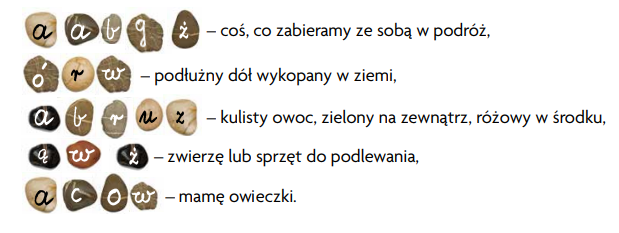 a a b g ż – coś, co zabieramy ze sobą w podróż,
ó r w – podłużny dół wykopany w ziemi,
a b r u z – kulisty owoc, zielony na zewnątrz, różowy w środku,
ą w ż – zwierzę lub sprzęt do podlewania,
a c o w – mamę owieczki.